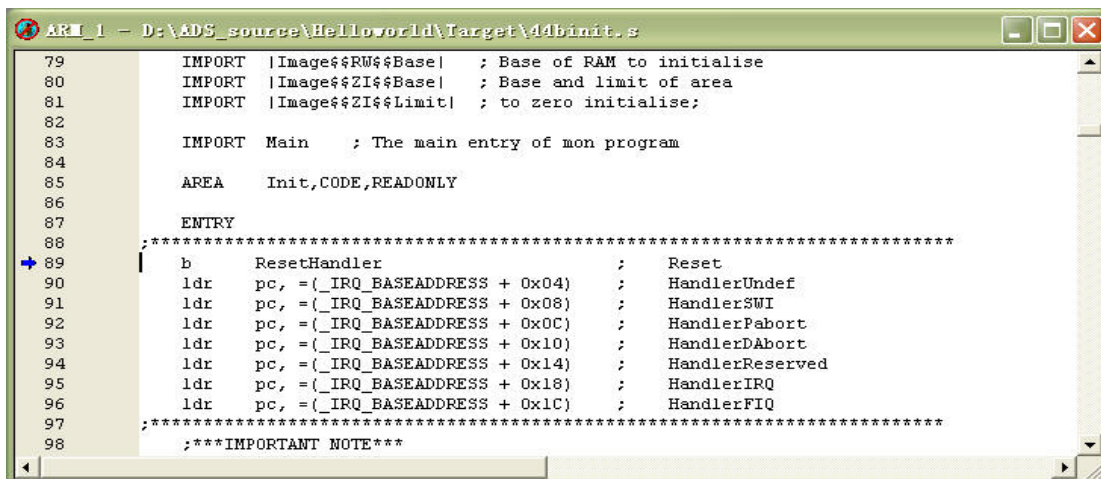 ARM_1 - D:\ADS_source\Helloworld\Target\44binit.s
79 IMPORT |Image$$RW$$Base| ; Base of RAM to initialise
80 IMPORT |Image$$ZI$$Base| ; Base and limit of area
81 IMPORT |Image$$ZI$$Limit| ; to zero initialise;
82
83 IMPORT Main ; The main entry of mon program
84
85 AREA Init,CODE,READONLY
86
87 ENTRY
88 ;****************************************************************************
89 b ResetHandler ; Reset
90 ldr pc, =(_IRQ_BASEADDRESS + 0x04) ; HandlerUndef
91 ldr pc, =(_IRQ_BASEADDRESS + 0x08) ; HandlerSWI
92 ldr pc, =(_IRQ_BASEADDRESS + 0x0C) ; HandlerPabort
93 ldr pc, =(_IRQ_BASEADDRESS + 0x10) ; HandlerDAbort
94 ldr pc, =(_IRQ_BASEADDRESS + 0x14) ; HandlerReserved
95 ldr pc, =(_IRQ_BASEADDRESS + 0x18) ; HandlerIRQ
96 ldr pc, =(_IRQ_BASEADDRESS + 0x1C) ; HandlerFIQ
97 ;***************************************************************************
98 ;***IMPORTANT NOTE***